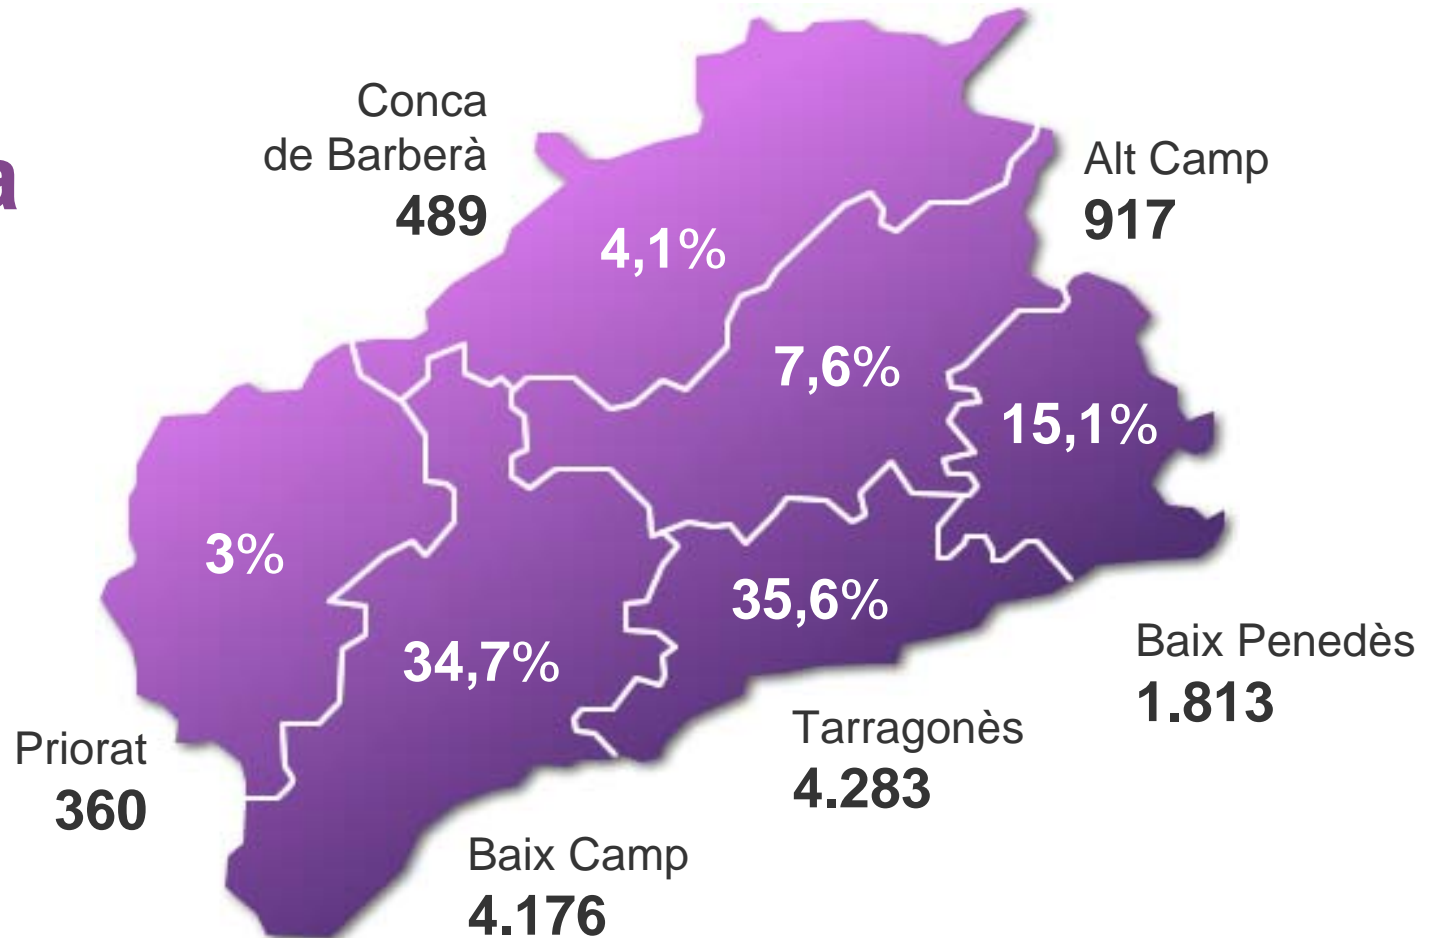 Conca
de Barberà
489
a
Alt Camp
917
4,1%
7,6%
15,1%
3%
35,6%
34,7%
Baix Penedès
1.813
Tarragonès
4.283
Priorat
360
Baix Camp
4.176